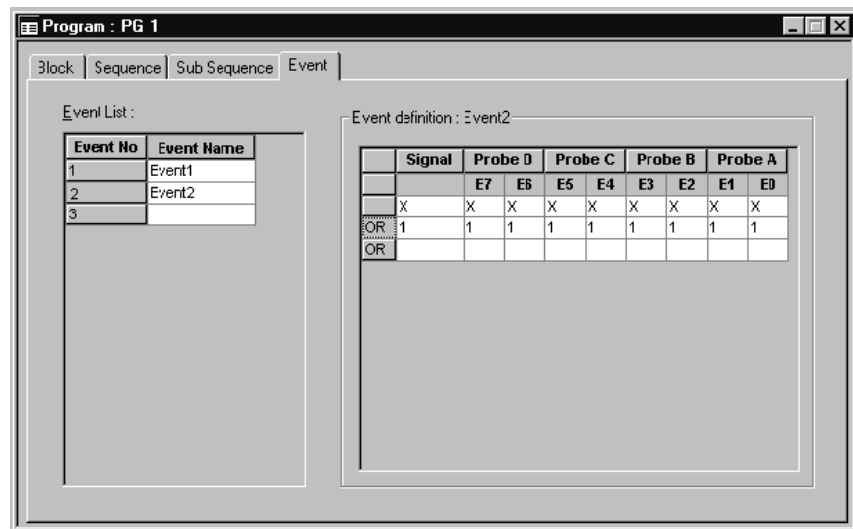 Program : PG 1
Block Sequence Sub Sequence Event
Event List :
Event No Event Name
1 Event1
2 Event2
3
Event definition : Event2
Signal Probe D Probe C Probe B Probe A
E7 E6 E5 E4 E3 E2 E1 E0
X X X X X X X X X
OR 1 1 1 1 1 1 1 1 1
OR